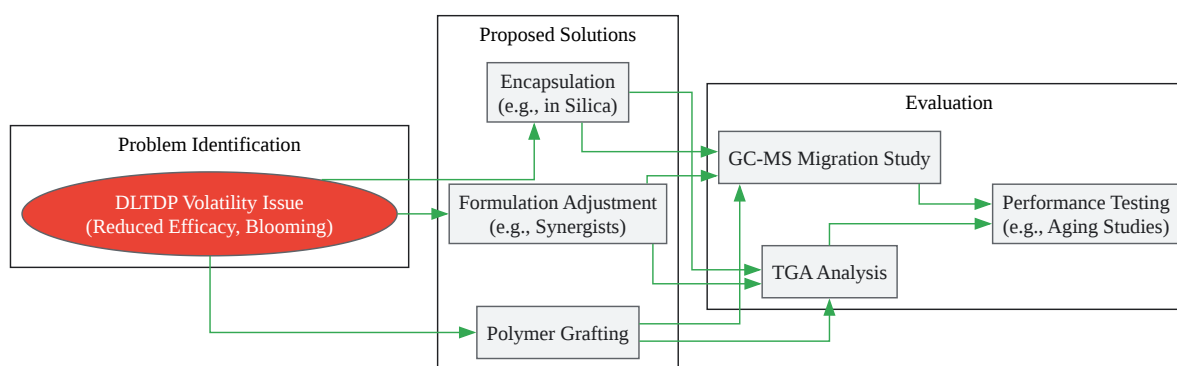 Problem Identification
DLTDP Volatility Issue
(Reduced Efficacy, Blooming)
Proposed Solutions
Encapsulation
(e.g., in Silica)
Formulation Adjustment
(e.g., Synergists)
Polymer Grafting
Evaluation
GC-MS Migration Study
TGA Analysis
Performance Testing
(e.g., Aging Studies)